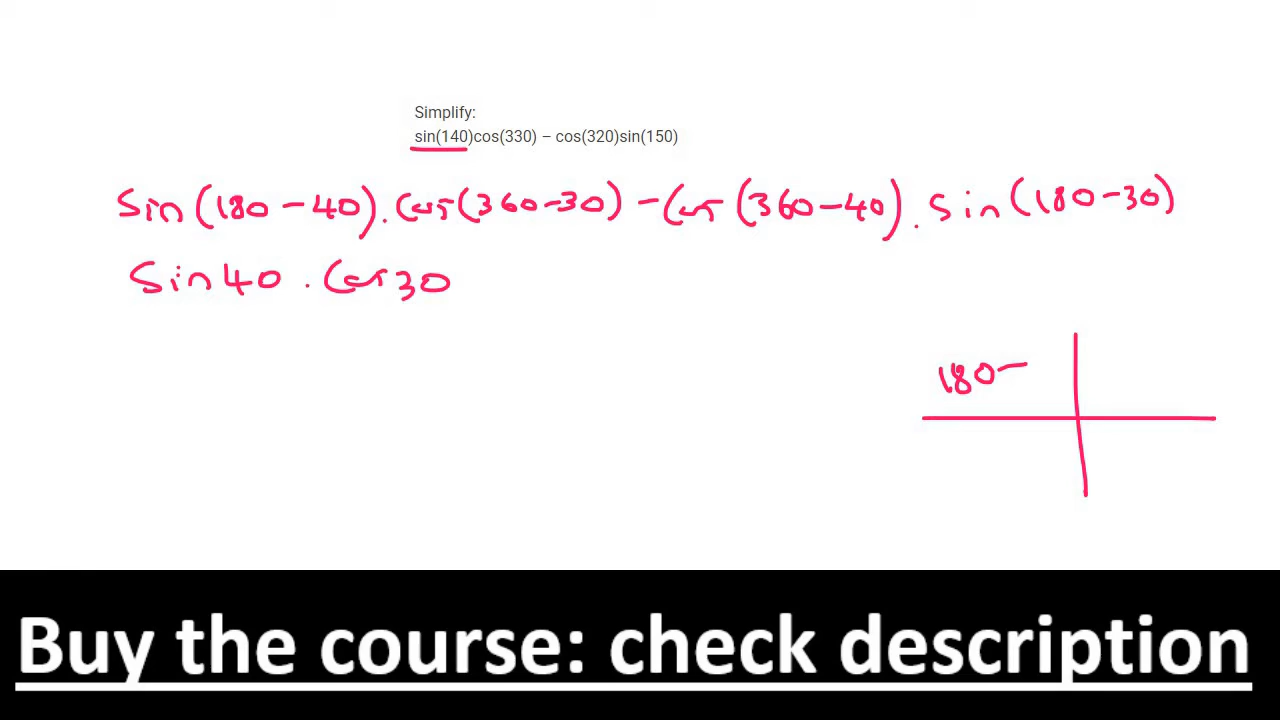 Simplify:
sin(140)cos(330) – cos(320)sin(150)
Sin(180-40).Cos(360-30)-Cos(360-40).Sin(180-30)
Sin40.Cos30
180-
Buy the course: check description